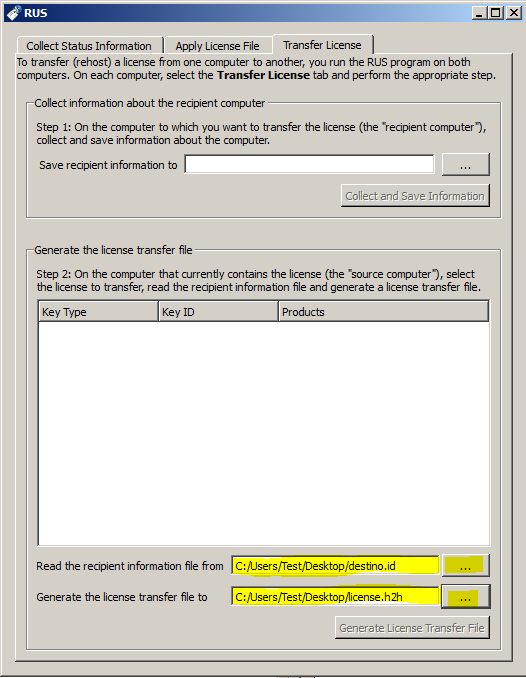 RUS
Collect Status Information
Apply License File
Transfer License
To transfer (rehost) a license from one computer to another, you run the RUS program on both
computers. On each computer, select the Transfer License tab and perform the appropriate step.
Collect information about the recipient computer
Step 1: On the computer to which you want to transfer the license (the "recipient computer"),
collect and save information about the computer.
Save recipient information to
...
Collect and Save Information
Generate the license transfer file
Step 2: On the computer that currently contains the license (the "source computer"), select
the license to transfer, read the recipient information file and generate a license transfer file.
Key Type Key ID Products
Read the recipient information file from C:/Users/Test/Desktop/destino.id ...
Generate the license transfer file to C:/Users/Test/Desktop/license.h2h ...
Generate License Transfer File